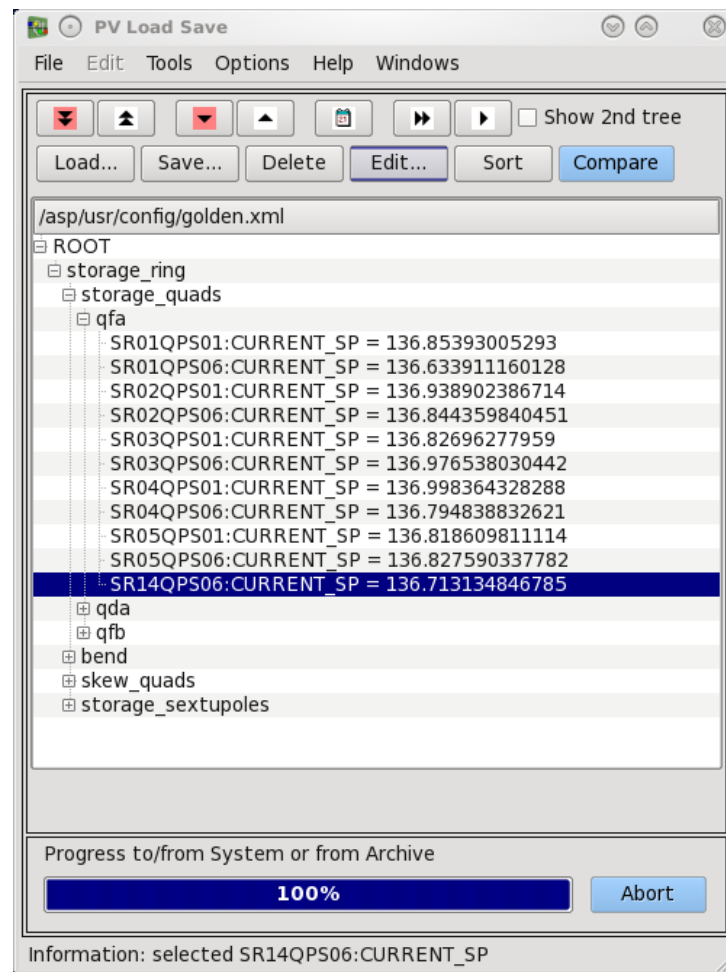 PV Load Save
File Edit Tools Options Help Windows
Show 2nd tree
Load... Save... Delete Edit... Sort Compare
/asp/usr/config/golden.xml
ROOT
storage_ring
storage_quads
qfa
SR01QPS01:CURRENT_SP = 136.85393005293
SR01QPS06:CURRENT_SP = 136.633911160128
SR02QPS01:CURRENT_SP = 136.938902386714
SR02QPS06:CURRENT_SP = 136.844359840451
SR03QPS01:CURRENT_SP = 136.82696277959
SR03QPS06:CURRENT_SP = 136.976538030442
SR04QPS01:CURRENT_SP = 136.998364328288
SR04QPS06:CURRENT_SP = 136.794838832621
SR05QPS01:CURRENT_SP = 136.818609811114
SR05QPS06:CURRENT_SP = 136.827590337782
SR14QPS06:CURRENT_SP = 136.713134846785
qda
qfb
bend
skew_quads
storage_sextupoles
Progress to/from System or from Archive
100% Abort
Information: selected SR14QPS06:CURRENT_SP